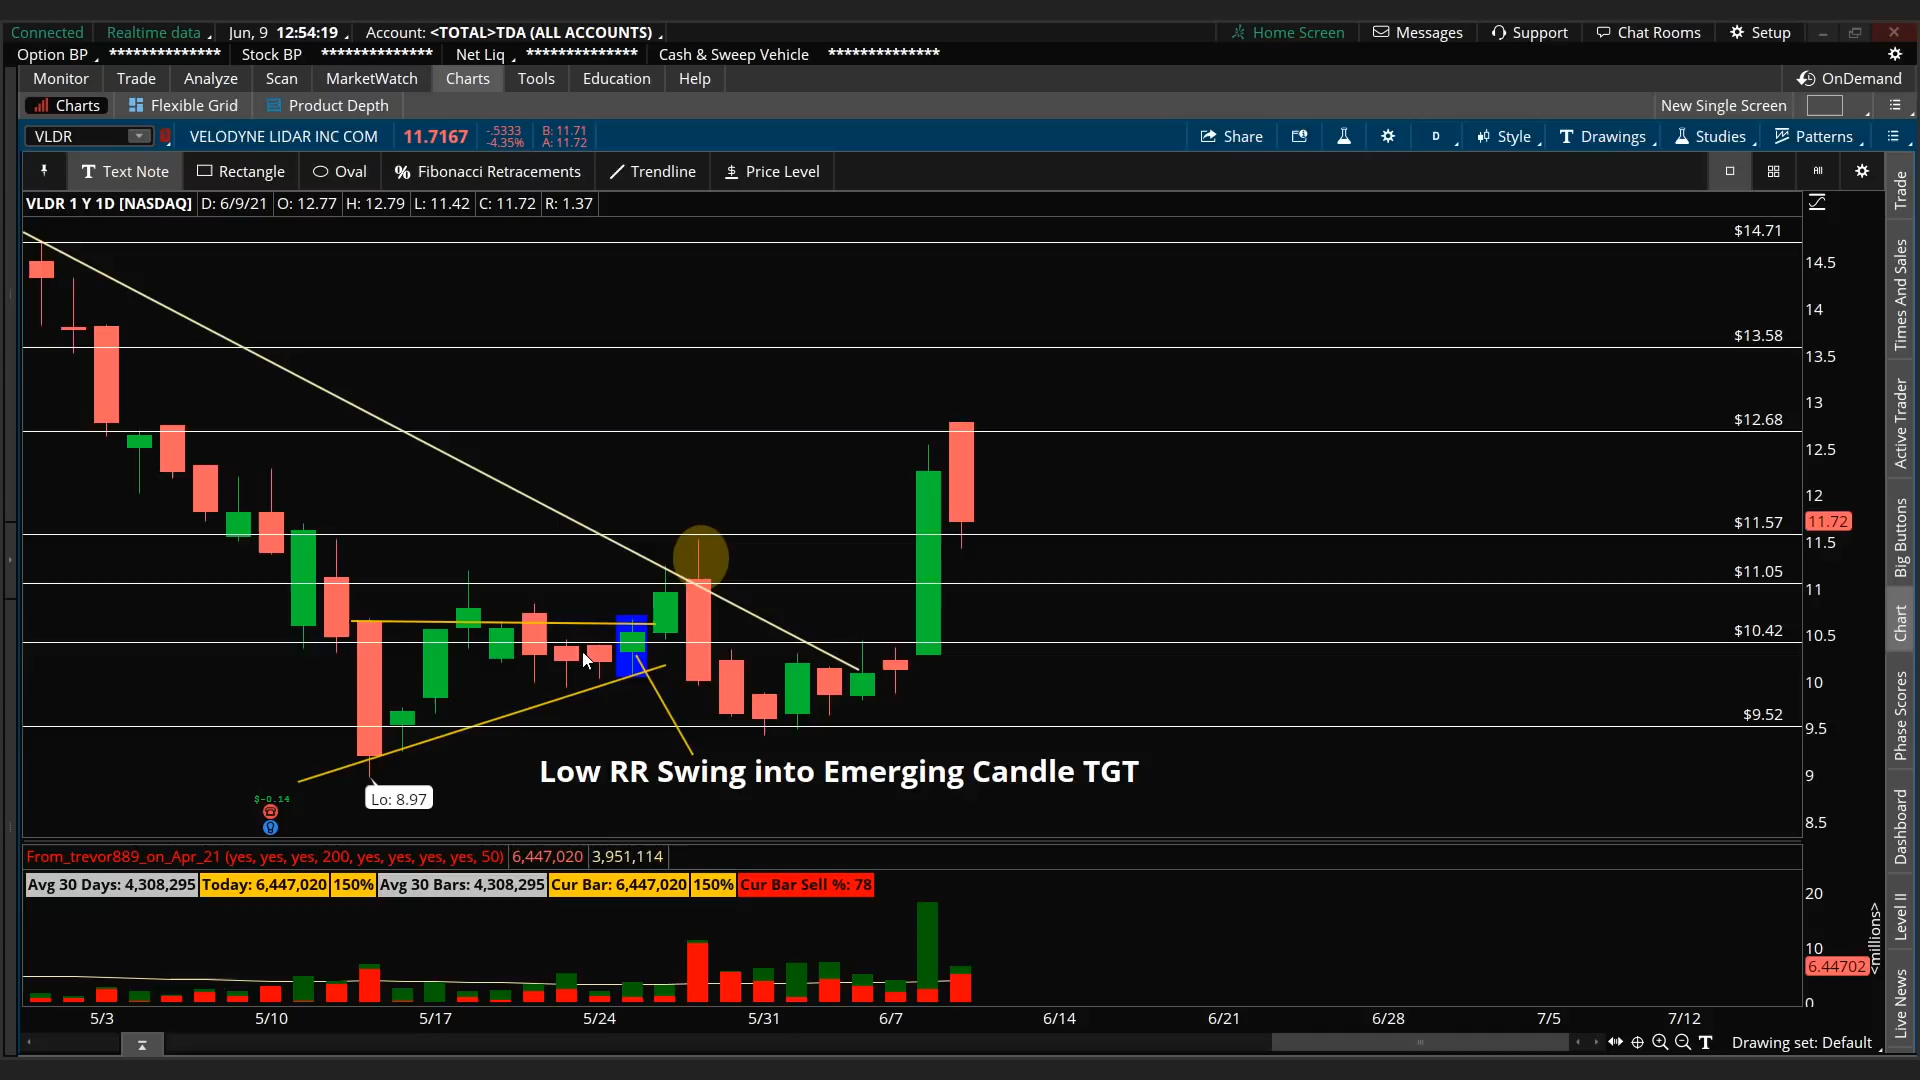 Connected Realtime data Jun, 9 12:54:19 Account: <TOTAL>TDA (ALL ACCOUNTS) Home Screen Messages Support Chat Rooms Setup
Option BP ************** Stock BP ************** Net Liq ************** Cash & Sweep Vehicle **************
Monitor Trade Analyze Scan MarketWatch Charts Tools Education Help OnDemand
Charts Flexible Grid Product Depth New Single Screen
VLDR VELODYNE LIDAR INC COM 11.7167 -.5333 B: 11.71 Share D Style Drawings Studies Patterns
-4.35% A: 11.72
Text Note Rectangle Oval Fibonacci Retracements Trendline Price Level All
VLDR 1 Y 1D [NASDAQ] D: 6/9/21 O: 12.77 H: 12.79 L: 11.42 C: 11.72 R: 1.37
$14.71
14.5
14
$13.58
13.5
13
$12.68
12.5
12
$11.57
11.72
11.5
$11.05
11
$10.42
10.5
10
$9.52
9.5
Low RR Swing into Emerging Candle TGT
9
Lo: 8.97
$-0.14
8.5
From_trevor889_on_Apr_21 (yes, yes, yes, 200, yes, yes, yes, yes, 50) 6,447,020 3,951,114
Avg 30 Days: 4,308,295 Today: 6,447,020 150% Avg 30 Bars: 4,308,295 Cur Bar: 6,447,020 150% Cur Bar Sell %: 78
20
10
6.44702
0
<millions>
5/3 5/10 5/17 5/24 5/31 6/7 6/14 6/21 6/28 7/5 7/12
Drawing set: Default
Trade
Times And Sales
Active Trader
Big Buttons
Chart
Phase Scores
Dashboard
Level II
Live News